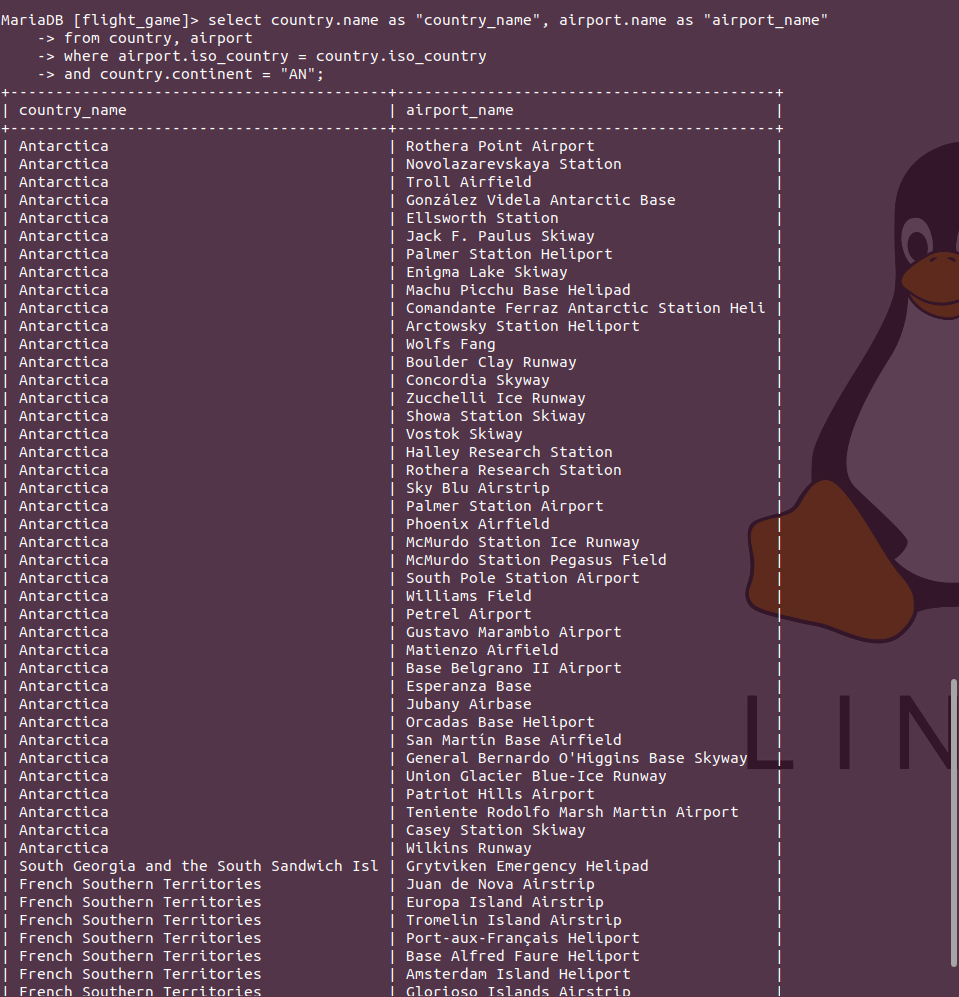 MariaDB [flight_game]> select country.name as "country_name", airport.name as "airport_name"
    -> from country, airport
    -> where airport.iso_country = country.iso_country
    -> and country.continent = "AN";
+------------------------------------------+------------------------------------------+
| country_name                             | airport_name                             |
+------------------------------------------+------------------------------------------+
| Antarctica                               | Rothera Point Airport                    |
| Antarctica                               | Novolazarevskaya Station                 |
| Antarctica                               | Troll Airfield                           |
| Antarctica                               | González Videla Antarctic Base           |
| Antarctica                               | Ellsworth Station                        |
| Antarctica                               | Jack F. Paulus Skiway                    |
| Antarctica                               | Palmer Station Heliport                  |
| Antarctica                               | Enigma Lake Skiway                       |
| Antarctica                               | Machu Picchu Base Helipad                |
| Antarctica                               | Comandante Ferraz Antarctic Station Heli |
| Antarctica                               | Arctowsky Station Heliport               |
| Antarctica                               | Wolfs Fang                               |
| Antarctica                               | Boulder Clay Runway                      |
| Antarctica                               | Concordia Skyway                         |
| Antarctica                               | Zucchelli Ice Runway                     |
| Antarctica                               | Showa Station Skiway                     |
| Antarctica                               | Vostok Skiway                            |
| Antarctica                               | Halley Research Station                  |
| Antarctica                               | Rothera Research Station                 |
| Antarctica                               | Sky Blu Airstrip                         |
| Antarctica                               | Palmer Station Airport                   |
| Antarctica                               | Phoenix Airfield                         |
| Antarctica                               | McMurdo Station Ice Runway               |
| Antarctica                               | McMurdo Station Pegasus Field            |
| Antarctica                               | South Pole Station Airport               |
| Antarctica                               | Williams Field                           |
| Antarctica                               | Petrel Airport                           |
| Antarctica                               | Gustavo Marambio Airport                 |
| Antarctica                               | Matienzo Airfield                        |
| Antarctica                               | Base Belgrano II Airport                 |
| Antarctica                               | Esperanza Base                           |
| Antarctica                               | Jubany Airbase                           |
| Antarctica                               | Orcadas Base Heliport                    |
| Antarctica                               | San Martín Base Airfield                 |
| Antarctica                               | General Bernardo O'Higgins Base Skyway   |
| Antarctica                               | Union Glacier Blue-Ice Runway            |
| Antarctica                               | Patriot Hills Airport                    |
| Antarctica                               | Teniente Rodolfo Marsh Martin Airport    |
| Antarctica                               | Casey Station Skiway                     |
| Antarctica                               | Wilkins Runway                           |
| South Georgia and the South Sandwich Isl | Grytviken Emergency Helipad              |
| French Southern Territories              | Juan de Nova Airstrip                    |
| French Southern Territories              | Europa Island Airstrip                   |
| French Southern Territories              | Tromelin Island Airstrip                 |
| French Southern Territories              | Port-aux-Français Heliport               |
| French Southern Territories              | Base Alfred Faure Heliport               |
| French Southern Territories              | Amsterdam Island Heliport                |
| French Southern Territories              | Glorioso Islands Airstrip                |
LIN